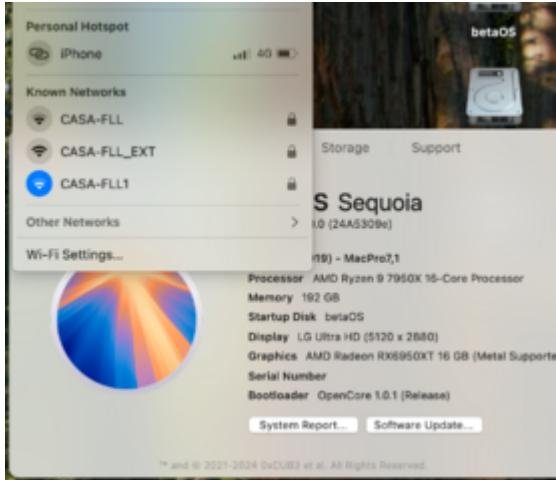 Personal Hotspot
iPhone
4G
Known Networks
CASA-FLL
CASA-FLL_EXT
CASA-FLL1
Other Networks
Wi-Fi Settings...
betaOS
Storage Support
S Sequoia
.0 (24A5309e)
19) - MacPro7,1
Processor AMD Ryzen 9 7950X 16-Core Processor
Memory 192 GB
Startup Disk betaOS
Display LG Ultra HD (5120 x 2880)
Graphics AMD Radeon RX6950XT 16 GB (Metal Supporte
Serial Number
Bootloader OpenCore 1.0.1 (Release)
System Report... Software Update...
™ and © 2021-2024 0xCUB3 et al. All Rights Reserved.